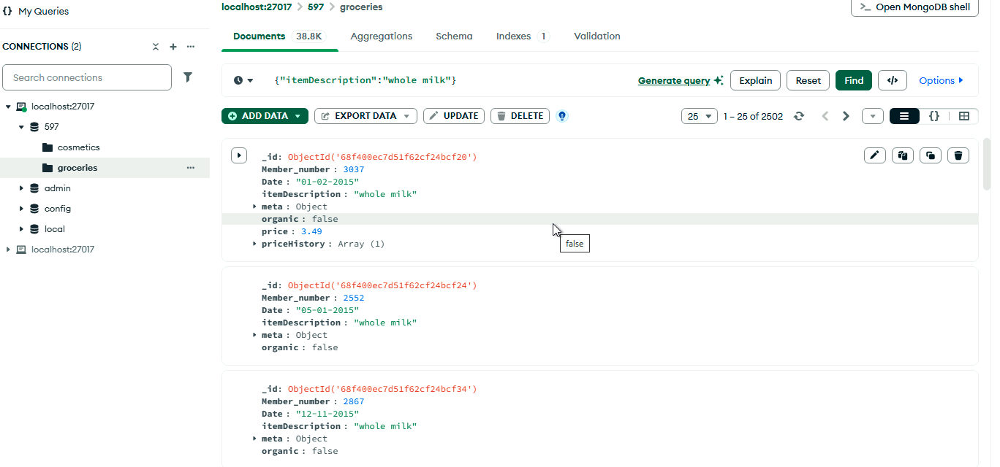 {} My Queries
CONNECTIONS (2)
Search connections
localhost:27017
597
cosmetics
groceries
admin
config
local
localhost:27017
localhost:27017 > 597 > groceries
>_ Open MongoDB shell
Documents 38.8K Aggregations Schema Indexes 1 Validation
{"itemDescription":"whole milk"}
Generate query Explain Reset Find </> Options
ADD DATA EXPORT DATA UPDATE DELETE
25 1 – 25 of 2502 {}
_id: ObjectId('68f400ec7d51f62cf24bcf20')
Member_number : 3037
Date : "01-02-2015"
itemDescription : "whole milk"
meta : Object
organic : false
price : 3.49
false
priceHistory : Array (1)
_id: ObjectId('68f400ec7d51f62cf24bcf24')
Member_number : 2552
Date : "05-01-2015"
itemDescription : "whole milk"
meta : Object
organic : false
_id: ObjectId('68f400ec7d51f62cf24bcf34')
Member_number : 2867
Date : "12-11-2015"
itemDescription : "whole milk"
meta : Object
organic : false